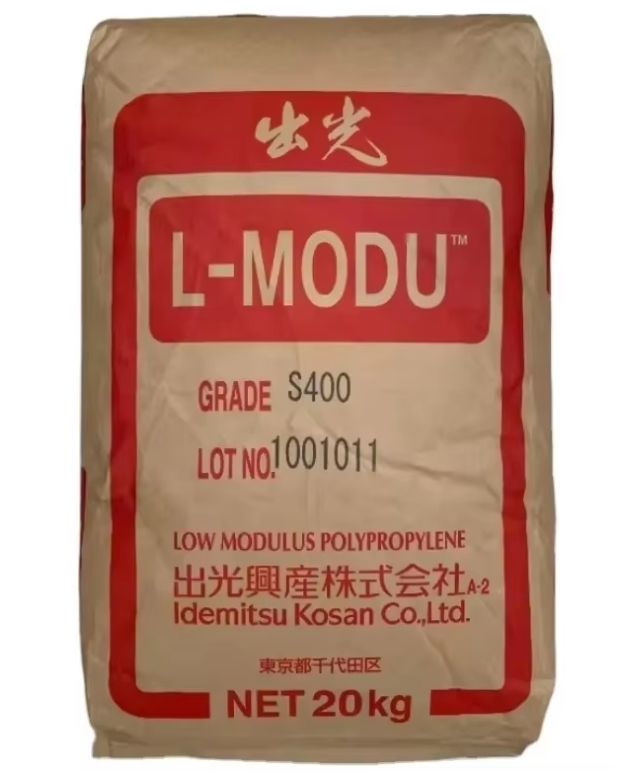 出光
L-MODU™
GRADE S400
LOT NO. 1001011
LOW MODULUS POLYPROPYLENE
出光興産株式会社 A-2
Idemitsu Kosan Co.,Ltd.
東京都千代田区
NET 20kg